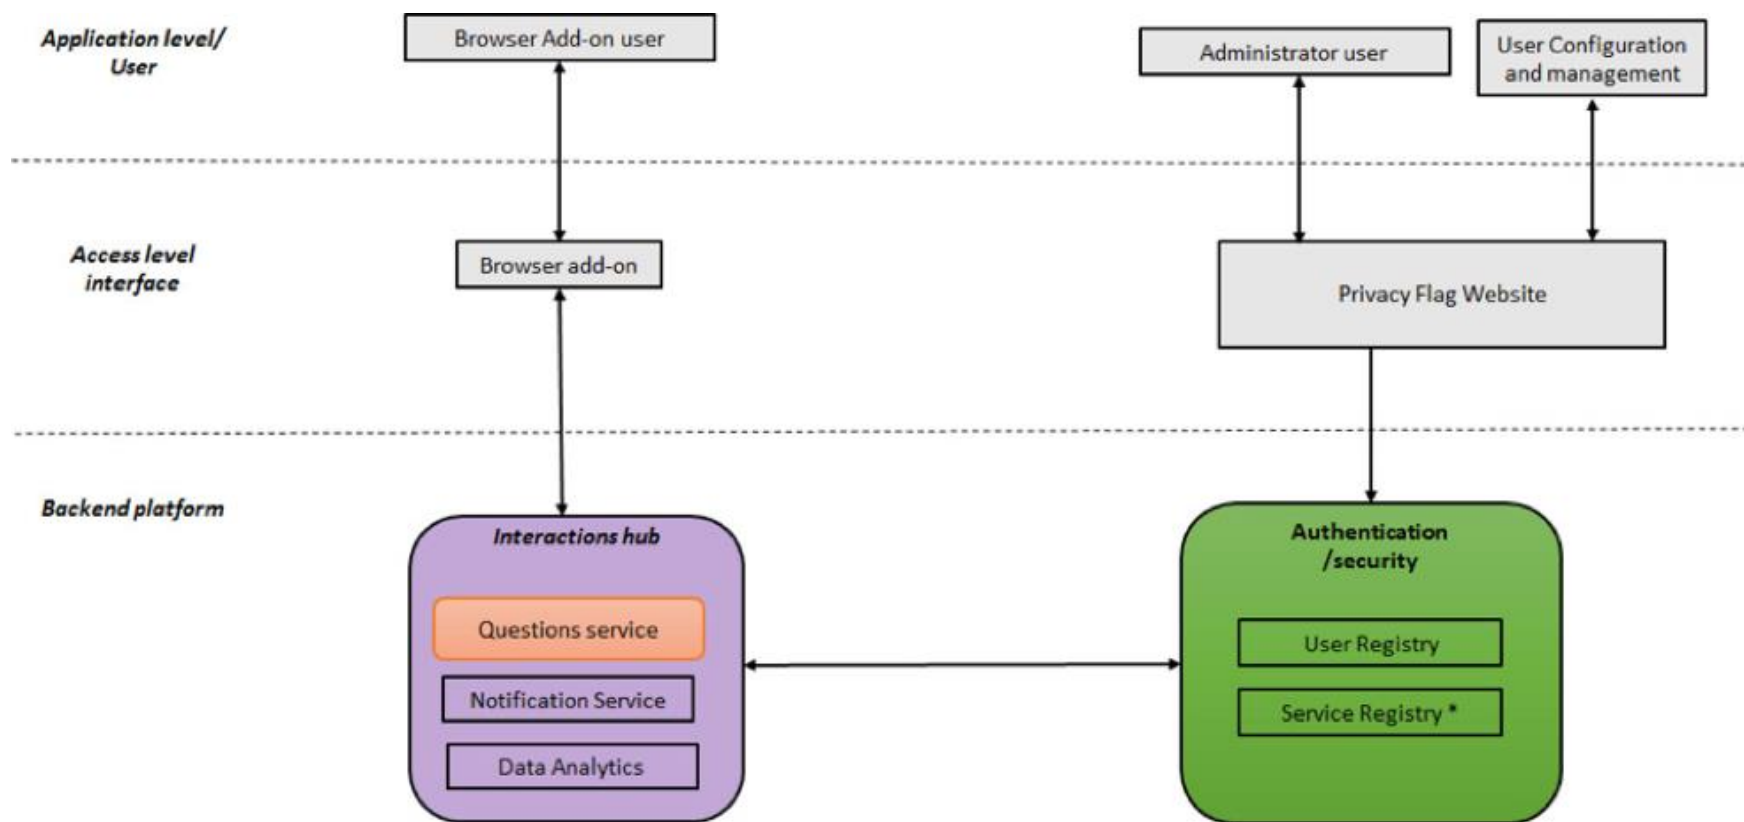 Application level/
User
Browser Add-on user
Administrator user
User Configuration
and management
Access level
interface
Browser add-on
Privacy Flag Website
Backend platform
Interactions hub
Questions service
Notification Service
Data Analytics
Authentication
/security
User Registry
Service Registry *